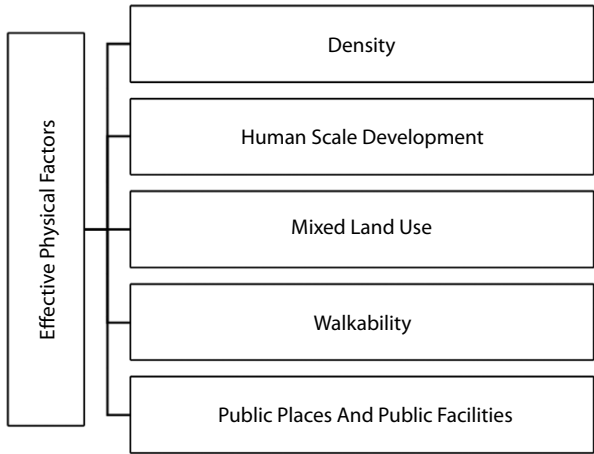 Effective Physical Factors
Density
Human Scale Development
Mixed Land Use
Walkability
Public Places And Public Facilities